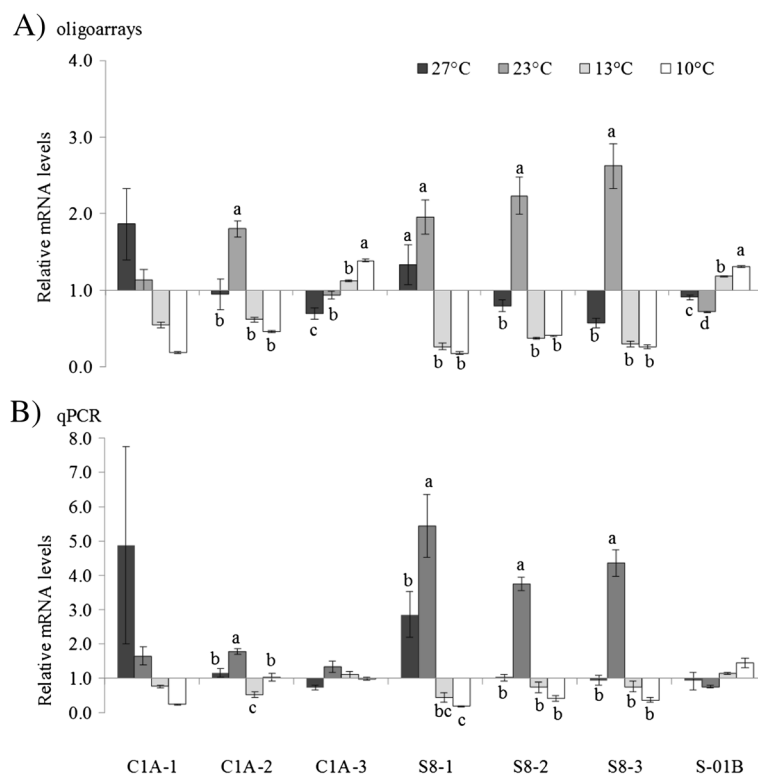 A) oligoarrays
4.0
27°C 23°C 13°C 10°C
3.0
2.0
1.0
0.0
Relative mRNA levels
a
b b b
a
b
b
c
a
a
b b
a
b
b b
a
b
b b
a
b
c
d
B) qPCR
8.0
7.0
6.0
5.0
4.0
3.0
2.0
1.0
0.0
Relative mRNA levels
b a b
c
a
b
bc c
a
b b b
a
b b b
C1A-1 C1A-2 C1A-3 S8-1 S8-2 S8-3 S-01B